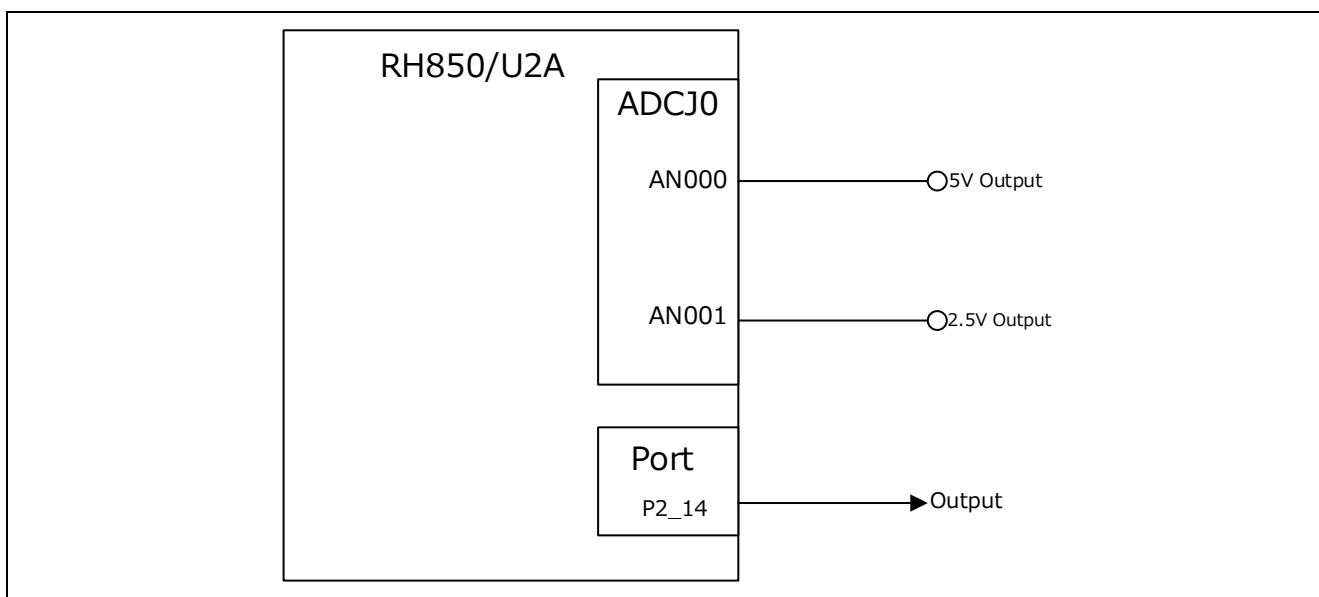 RH850/U2A
ADCJ0
AN000
5V Output
AN001
2.5V Output
Port
P2_14
Output